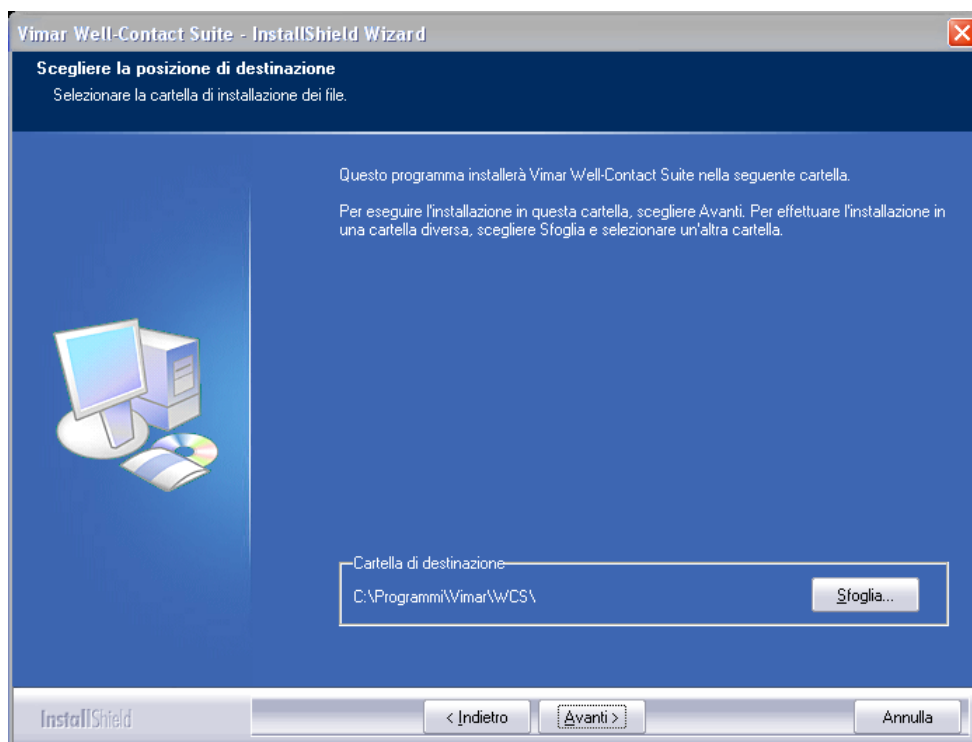 Vimar Well-Contact Suite - InstallShield Wizard
Scegliere la posizione di destinazione
Selezionare la cartella di installazione dei file.
Questo programma installerà Vimar Well-Contact Suite nella seguente cartella.
Per eseguire l'installazione in questa cartella, scegliere Avanti. Per effettuare l'installazione in
una cartella diversa, scegliere Sfoglia e selezionare un'altra cartella.
Cartella di destinazione
C:\Programmi\Vimar\WCS\
Sfoglia...
InstallShield
< Indietro
Avanti >
Annulla